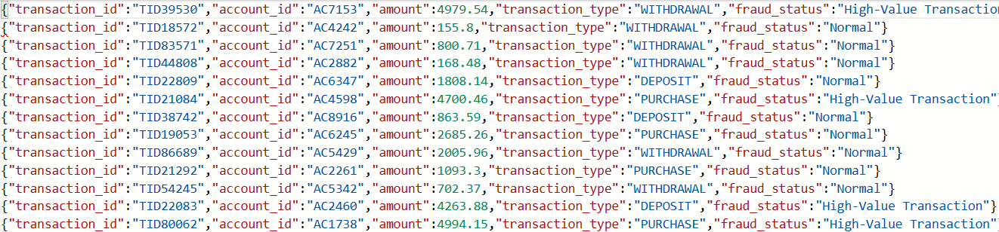 {"transaction_id":"TID39530","account_id":"AC7153","amount":4979.54,"transaction_type":"WITHDRAWAL","fraud_status":"High-Value Transaction
{"transaction_id":"TID18572","account_id":"AC4242","amount":155.8,"transaction_type":"WITHDRAWAL","fraud_status":"Normal"}
{"transaction_id":"TID83571","account_id":"AC7251","amount":800.71,"transaction_type":"WITHDRAWAL","fraud_status":"Normal"}
{"transaction_id":"TID44808","account_id":"AC2882","amount":168.48,"transaction_type":"WITHDRAWAL","fraud_status":"Normal"}
{"transaction_id":"TID22809","account_id":"AC6347","amount":1808.14,"transaction_type":"DEPOSIT","fraud_status":"Normal"}
{"transaction_id":"TID21084","account_id":"AC4598","amount":4700.46,"transaction_type":"PURCHASE","fraud_status":"High-Value Transaction"}
{"transaction_id":"TID38742","account_id":"AC8916","amount":863.59,"transaction_type":"DEPOSIT","fraud_status":"Normal"}
{"transaction_id":"TID19053","account_id":"AC6245","amount":2685.26,"transaction_type":"PURCHASE","fraud_status":"Normal"}
{"transaction_id":"TID86689","account_id":"AC5429","amount":2005.96,"transaction_type":"WITHDRAWAL","fraud_status":"Normal"}
{"transaction_id":"TID21292","account_id":"AC2261","amount":1093.3,"transaction_type":"PURCHASE","fraud_status":"Normal"}
{"transaction_id":"TID54245","account_id":"AC5342","amount":702.37,"transaction_type":"WITHDRAWAL","fraud_status":"Normal"}
{"transaction_id":"TID22083","account_id":"AC2460","amount":4263.88,"transaction_type":"DEPOSIT","fraud_status":"High-Value Transaction"}
{"transaction_id":"TID80062","account_id":"AC1738","amount":4994.15,"transaction_type":"PURCHASE","fraud_status":"High-Value Transaction"}